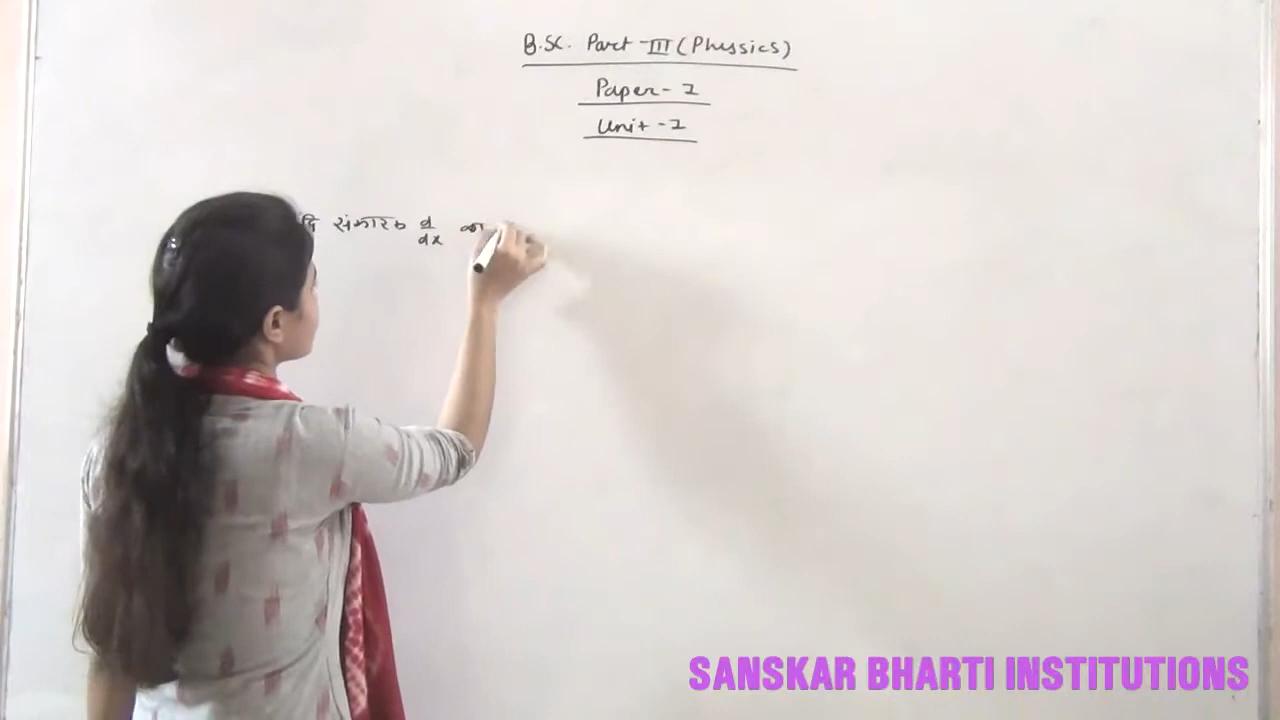 B.Sc. Part-III (Physics)
Paper-I
Unit-I
संकारक d/dx का
SANSKAR BHARTI INSTITUTIONS